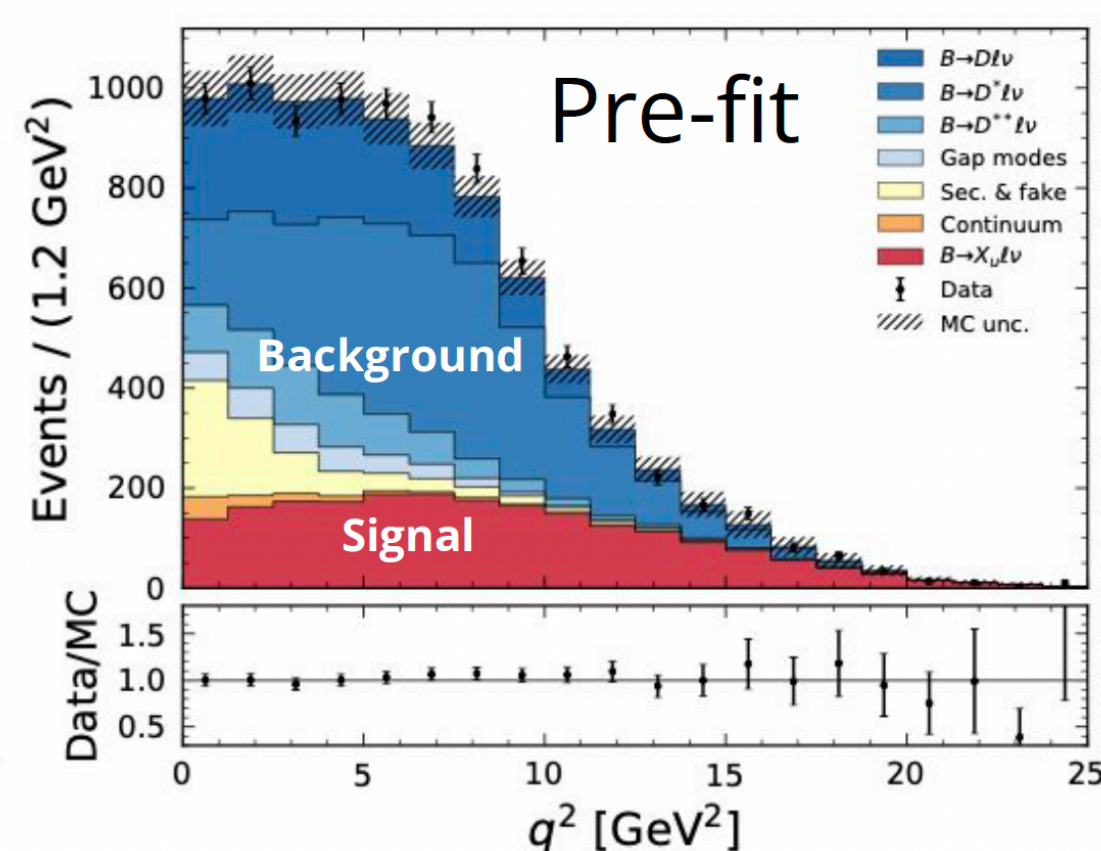 Pre-fit
Events / (1.2 GeV²)
1000
800
600
400
200
0
B→Dℓν
B→D*ℓν
B→D**ℓν
Gap modes
Sec. & fake
Continuum
B→Xᵤℓν
Data
MC unc.
Background
Signal
Data/MC
1.5
1.0
0.5
0 5 10 15 20 25
q² [GeV²]